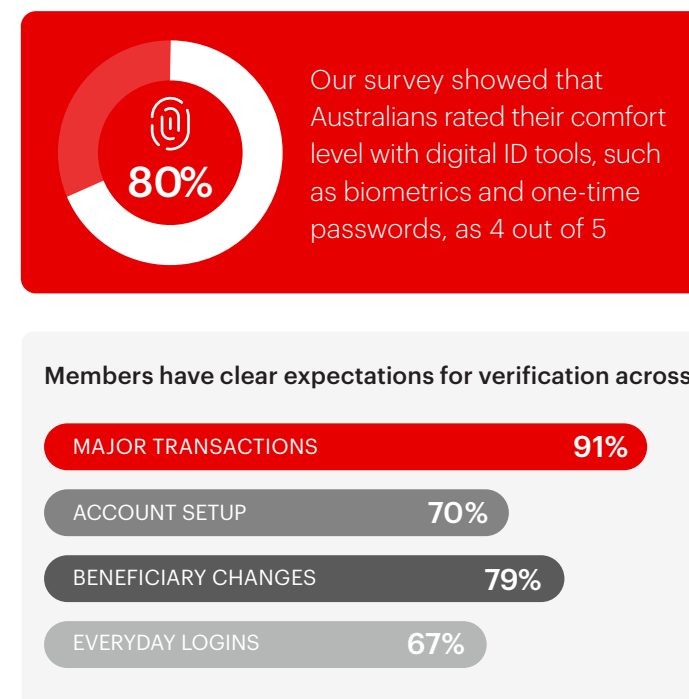 80%
Our survey showed that
Australians rated their comfort
level with digital ID tools, such
as biometrics and one-time
passwords, as 4 out of 5
Members have clear expectations for verification across
MAJOR TRANSACTIONS 91%
ACCOUNT SETUP 70%
BENEFICIARY CHANGES 79%
EVERYDAY LOGINS 67%